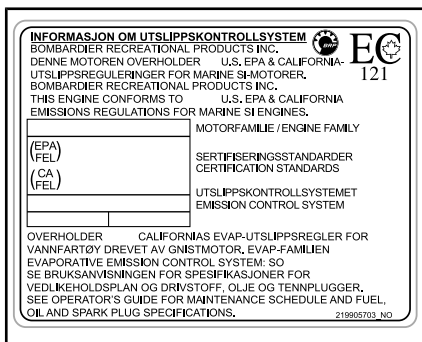 INFORMASJON OM UTSLIPPSKONTROLLSYSTEM
BRP
EC
121
BOMBARDIER RECREATIONAL PRODUCTS INC.
DENNE MOTOREN OVERHOLDER U.S. EPA & CALIFORNIA-
UTSLIPPSREGULERINGER FOR MARINE SI-MOTORER.
BOMBARDIER RECREATIONAL PRODUCTS INC.
THIS ENGINE CONFORMS TO U.S. EPA & CALIFORNIA
EMISSIONS REGULATIONS FOR MARINE SI ENGINES.
MOTORFAMILIE / ENGINE FAMILY
(EPA
FEL)
(CA
FEL)
SERTIFISERINGSSTANDARDER
CERTIFICATION STANDARDS
UTSLIPPSKONTROLLSYSTEMET
EMISSION CONTROL SYSTEM
OVERHOLDER CALIFORNIAS EVAP-UTSLIPPSREGLER FOR
VANNFARTØY DREVET AV GNISTMOTOR. EVAP-FAMILIEN
EVAPORATIVE EMISSION CONTROL SYSTEM: SO
SE BRUKSANVISNINGEN FOR SPESIFIKASJONER FOR
VEDLIKEHOLDSPLAN OG DRIVSTOFF, OLJE OG TENNPLUGGER.
SEE OPERATOR'S GUIDE FOR MAINTENANCE SCHEDULE AND FUEL,
OIL AND SPARK PLUG SPECIFICATIONS.
219905703_NO